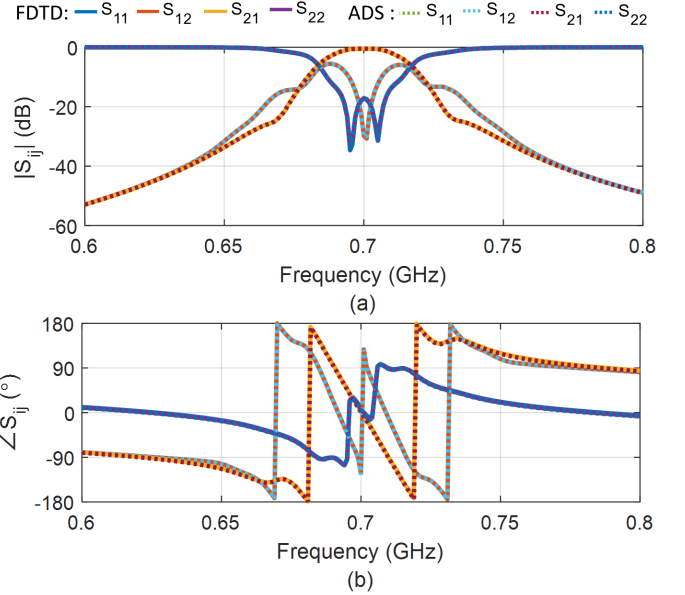 FDTD: S11 S12 S21 S22 ADS : S11 S12 S21 S22
0
-20
-40
-60
|Sij| (dB)
0.6 0.65 0.7 0.75 0.8
Frequency (GHz)
(a)
180
90
0
-90
-180
∠Sij (°)
0.6 0.65 0.7 0.75 0.8
Frequency (GHz)
(b)